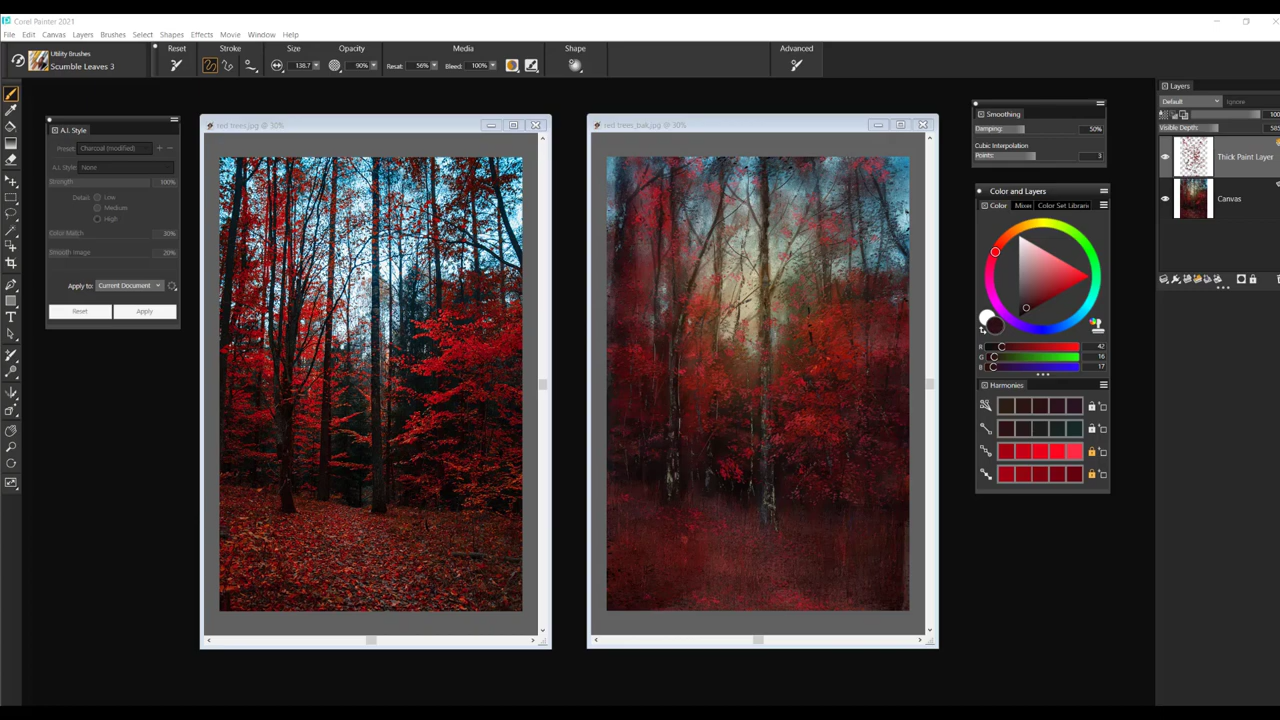 Corel Painter 2021
File Edit Canvas Layers Brushes Select Shapes Effects Movie Window Help
Utility Brushes
Scumble Leaves 3
Reset Stroke Size Opacity Media Shape Advanced
138.7 90% Reset: 56% Bleed: 100%
red trees.jpg @ 30%
red trees_bak.jpg @ 30%
A.I. Style
Preset: Charcoal (modified)
A.I. Style: None
Strength 100%
Detail: Low
Medium
High
Color Match 30%
Smooth Image 20%
Apply to: Current Document
Reset Apply
Smoothing
Damping: 50%
Cubic Interpolation
Points: 3
Color and Layers
Color Mixer Color Set Librarie
R 42
G 16
B 17
Harmonies
Layers
Default Ignore
100
Visible Depth:
Thick Paint Layer
Canvas